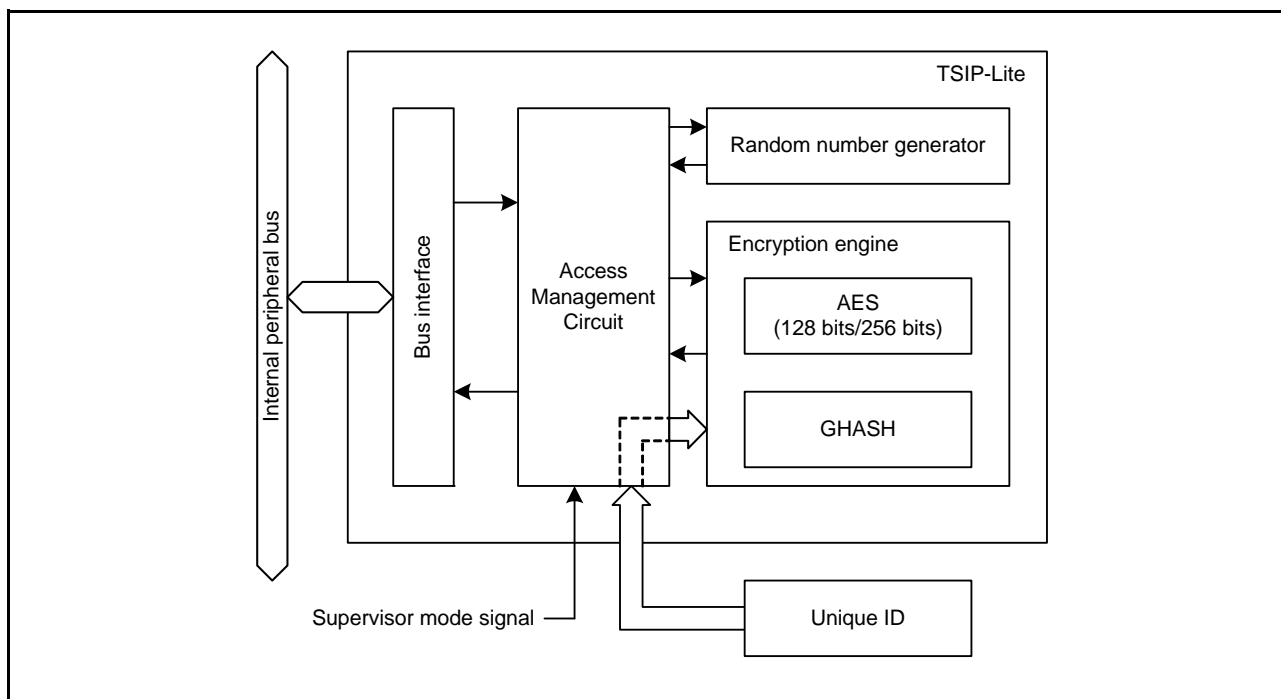 TSIP-Lite
Internal peripheral bus
Bus interface
Access
Management
Circuit
Random number generator
Encryption engine
AES
(128 bits/256 bits)
GHASH
Supervisor mode signal
Unique ID